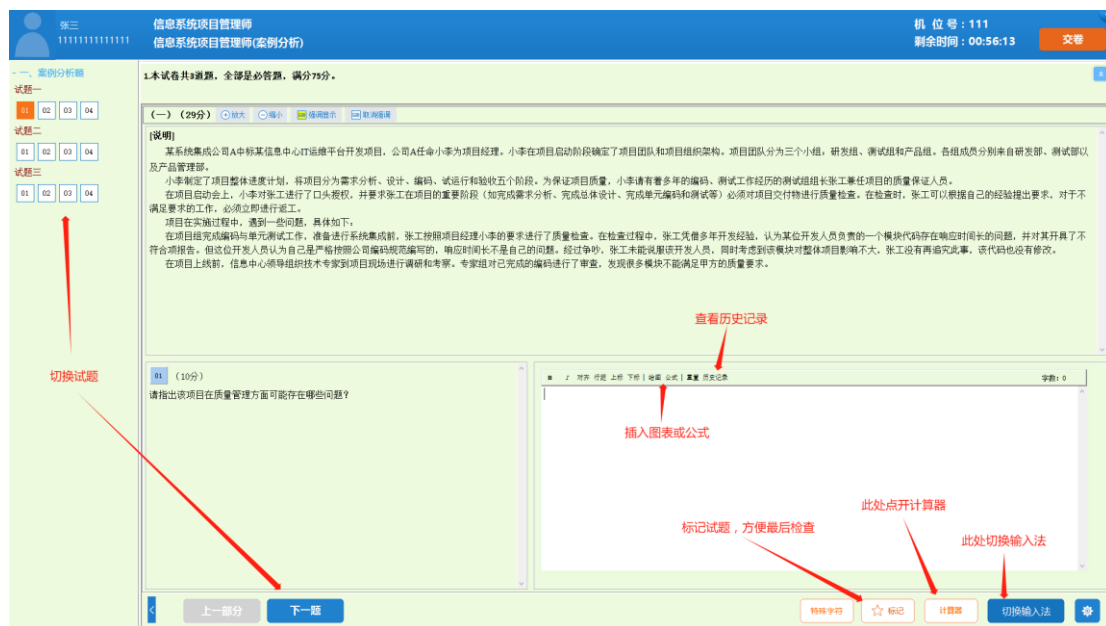 张三
11111111111111
信息系统项目管理师
信息系统项目管理师(案例分析)
机 位 号：111
剩余时间：00:56:13
交卷
- 一、案例分析题
试题一
01 02 03 04
试题二
01 02 03 04
试题三
01 02 03 04
切换试题
1.本试卷共3道题，全部是必答题，满分75分。
(一) (29分) 放大 缩小 强调显示 取消强调
[说明]
某系统集成公司A中标某信息中心IT运维平台开发项目，公司A任命小李为项目经理。小李在项目启动阶段确定了项目团队和项目组织架构。项目团队分为三个小组，研发组、测试组和产品组。各组成员分别来自研发部、测试部以
及产品管理部。
小李制定了项目整体进度计划，将项目分为需求分析、设计、编码、试运行和验收五个阶段。为保证项目质量，小李请有着多年的编码、测试工作经历的测试组组长张工兼任项目的质量保证人员。
在项目启动会上，小李对张工进行了口头授权，并要求张工在项目的重要阶段（如完成需求分析、完成总体设计、完成单元编码和测试等）必须对项目交付物进行质量检查。在检查时，张工可以根据自己的经验提出要求，对于不
满足要求的工作，必须立即进行返工。
项目在实施过程中，遇到一些问题，具体如下。
在项目组完成编码与单元测试工作，准备进行系统集成前，张工按照项目经理小李的要求进行了质量检查。在检查过程中，张工凭借多年开发经验，认为某位开发人员负责的一个模块代码存在响应时间长的问题，并对其开具了不
符合项报告。但这位开发人员认为自己是严格按照公司编码规范编写的，响应时间长不是自己的问题。经过争吵，张工未能说服该开发人员，同时考虑到该模块对整体项目影响不大，张工没有再追究此事，该代码也没有修改。
在项目上线前，信息中心领导组织技术专家到项目现场进行调研和考察。专家组对已完成的编码进行了审查，发现很多模块不能满足甲方的质量要求。
查看历史记录
01 (10分)
请指出该项目在质量管理方面可能存在哪些问题？
B I 对齐 行距 上标 下标 | 绘图 公式 | 重置 历史记录
字数：0
插入图表或公式
此处点开计算器
标记试题，方便最后检查
此处切换输入法
上一部分
下一题
特殊字符
标记
计算器
切换输入法